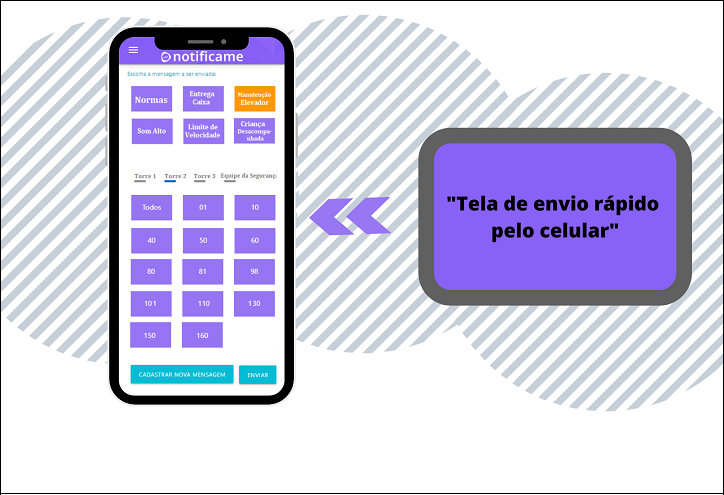 notificame
Escolha a mensagem a ser enviada:
Normas
Entrega
Caixa
Manutenção
Elevador
Som Alto
Limite de
Velocidade
Criança
Desacompa-
nhada
Torre 1 Torre 2 Torre 3 Equipe da Seguranç
Todos 01 10
40 50 60
80 81 98
101 110 130
150 160
CADASTRAR NOVA MENSAGEM ENVIAR
"Tela de envio rápido
pelo celular"